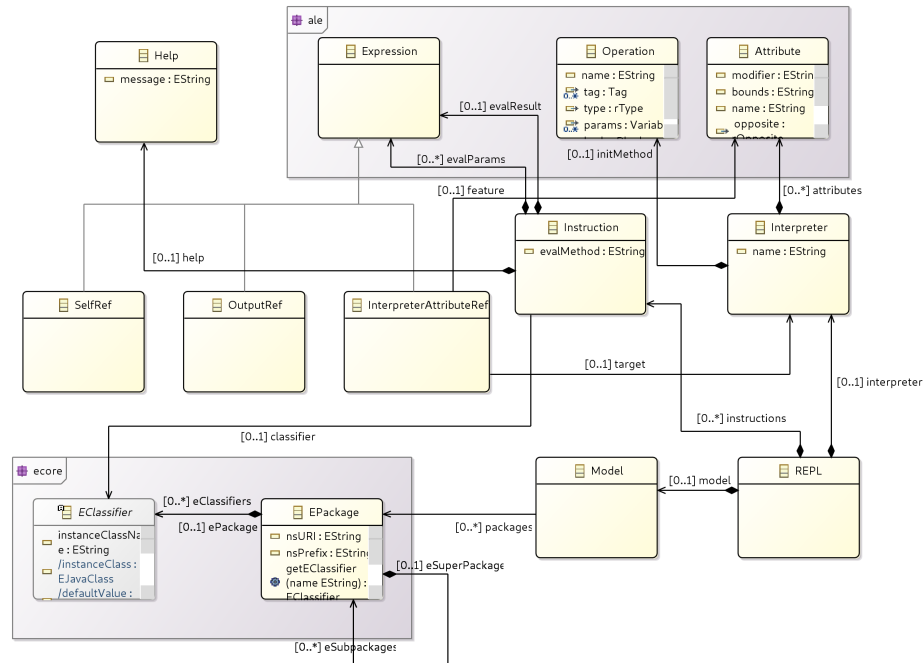 ale
Help
message : EString
Expression
Operation
name : EString
tag : Tag
0..*
type : rType
params : Variab
0..*
Attribute
modifier : EStrin
bounds : EString
name : EString
opposite :
[0..1] evalResult
[0..*] evalParams
[0..1] initMethod
[0..1] feature
[0..*] attributes
Instruction
evalMethod : EString
Interpreter
name : EString
[0..1] help
SelfRef
OutputRef
InterpreterAttributeRef
[0..1] target
[0..1] interpreter
[0..*] instructions
[0..1] classifier
ecore
Model
REPL
[0..1] model
[0..*] packages
EClassifier
instanceClassNa
e : EString
/instanceClass :
EJavaClass
/defaultValue :
[0..*] eClassifiers
[0..1] ePackage
EPackage
nsURI : EString
nsPrefix : EString
getEClassifier
(name EString) :
EClassifier
[0..1] eSuperPackage
[0..*] eSubpackages